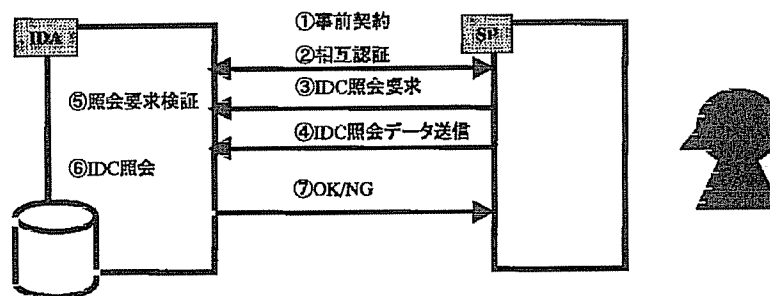 ①事前契約
IDA
SP
②相互認証
③IDC照会要求
⑤照会要求検証
④IDC照会データ送信
⑥IDC照会
⑦OK/NG